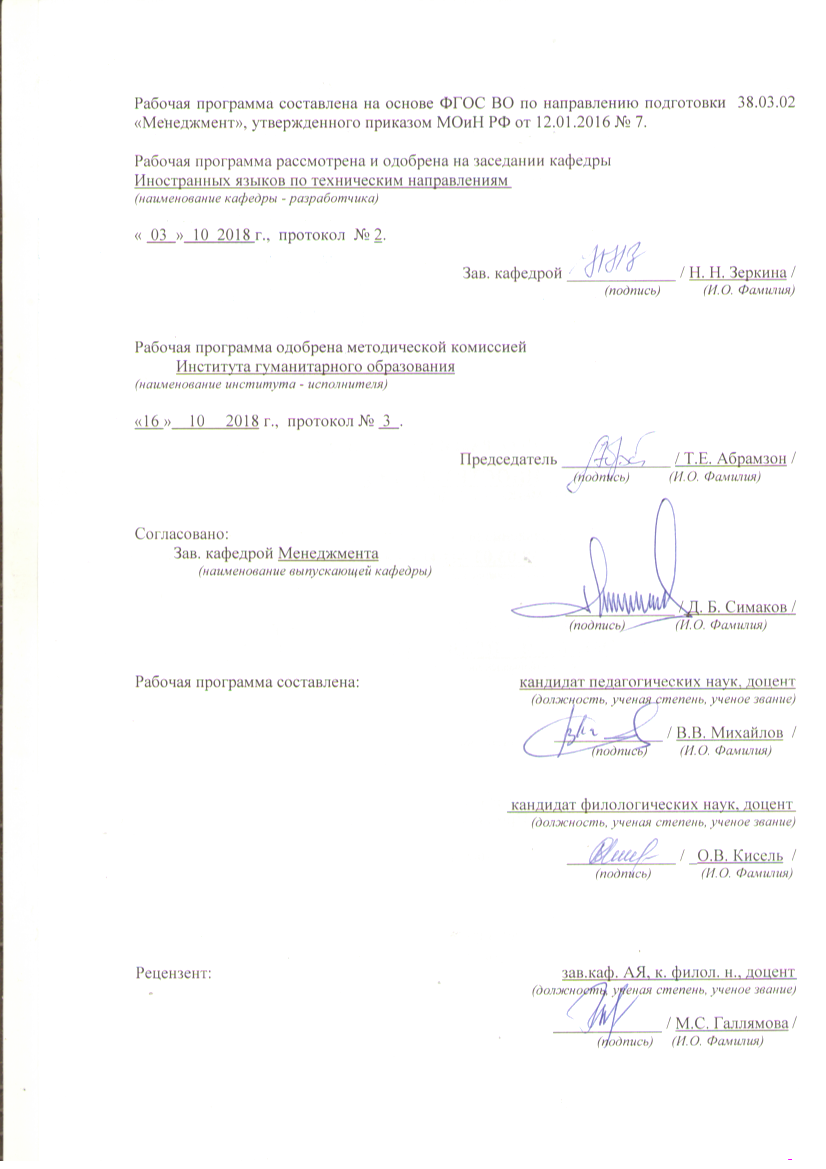 Рабочая программа составлена на основе ФГОС ВО по направлению подготовки 38.03.02
«Менеджмент», утвержденного приказом МОиН РФ от 12.01.2016 № 7.
Рабочая программа рассмотрена и одобрена на заседании кафедры
Иностранных языков по техническим направлениям
(наименование кафедры - разработчика)
« 03 » 10 2018 г., протокол № 2.
Зав. кафедрой ____________ / Н. Н. Зеркина /
(подпись) (И.О. Фамилия)
Рабочая программа одобрена методической комиссией
Института гуманитарного образования
(наименование института - исполнителя)
«16 » 10 2018 г., протокол № 3 .
Председатель ____________ / Т.Е. Абрамзон /
(подпись) (И.О. Фамилия)
Согласовано:
Зав. кафедрой Менеджмента
(наименование выпускающей кафедры)
____________ / Д. Б. Симаков /
(подпись) (И.О. Фамилия)
Рабочая программа составлена: кандидат педагогических наук, доцент
(должность, ученая степень, ученое звание)
____________ / В.В. Михайлов /
(подпись) (И.О. Фамилия)
кандидат филологических наук, доцент
(должность, ученая степень, ученое звание)
____________ / О.В. Кисель /
(подпись) (И.О. Фамилия)
Рецензент: зав.каф. АЯ, к. филол. н., доцент
(должность, ученая степень, ученое звание)
____________ / М.С. Галлямова /
(подпись) (И.О. Фамилия)